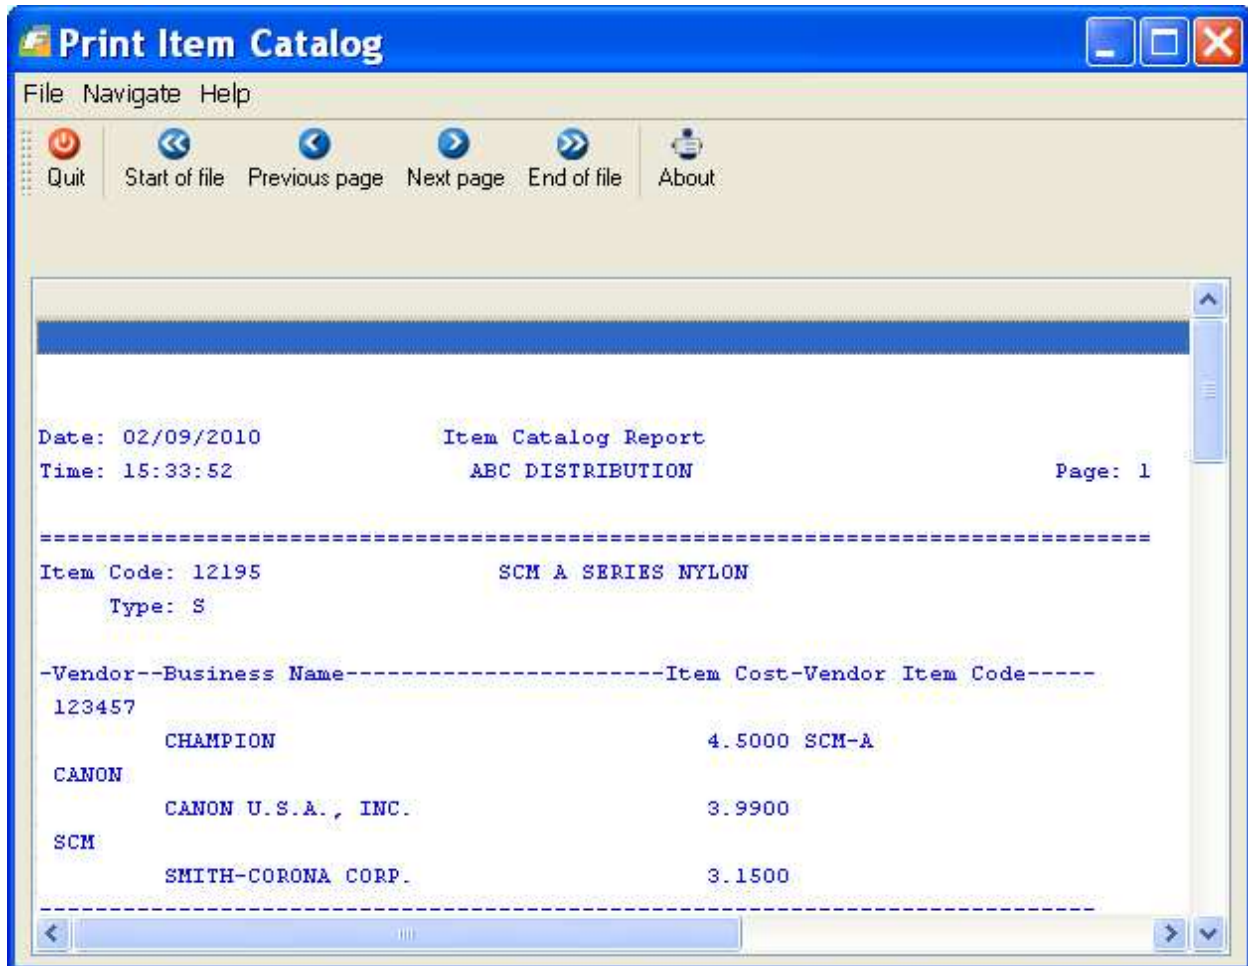 Print Item Catalog
File Navigate Help
Quit Start of file Previous page Next page End of file About
Date: 02/09/2010 Item Catalog Report
Time: 15:33:52 ABC DISTRIBUTION Page: 1
================================================================================
Item Code: 12195 SCM A SERIES NYLON
Type: S
-Vendor--Business Name-----------------------Item Cost-Vendor Item Code-----
123457
CHAMPION 4.5000 SCM-A
CANON
CANON U.S.A., INC. 3.9900
SCM
SMITH-CORONA CORP. 3.1500
----------------------------------------------------------------------------